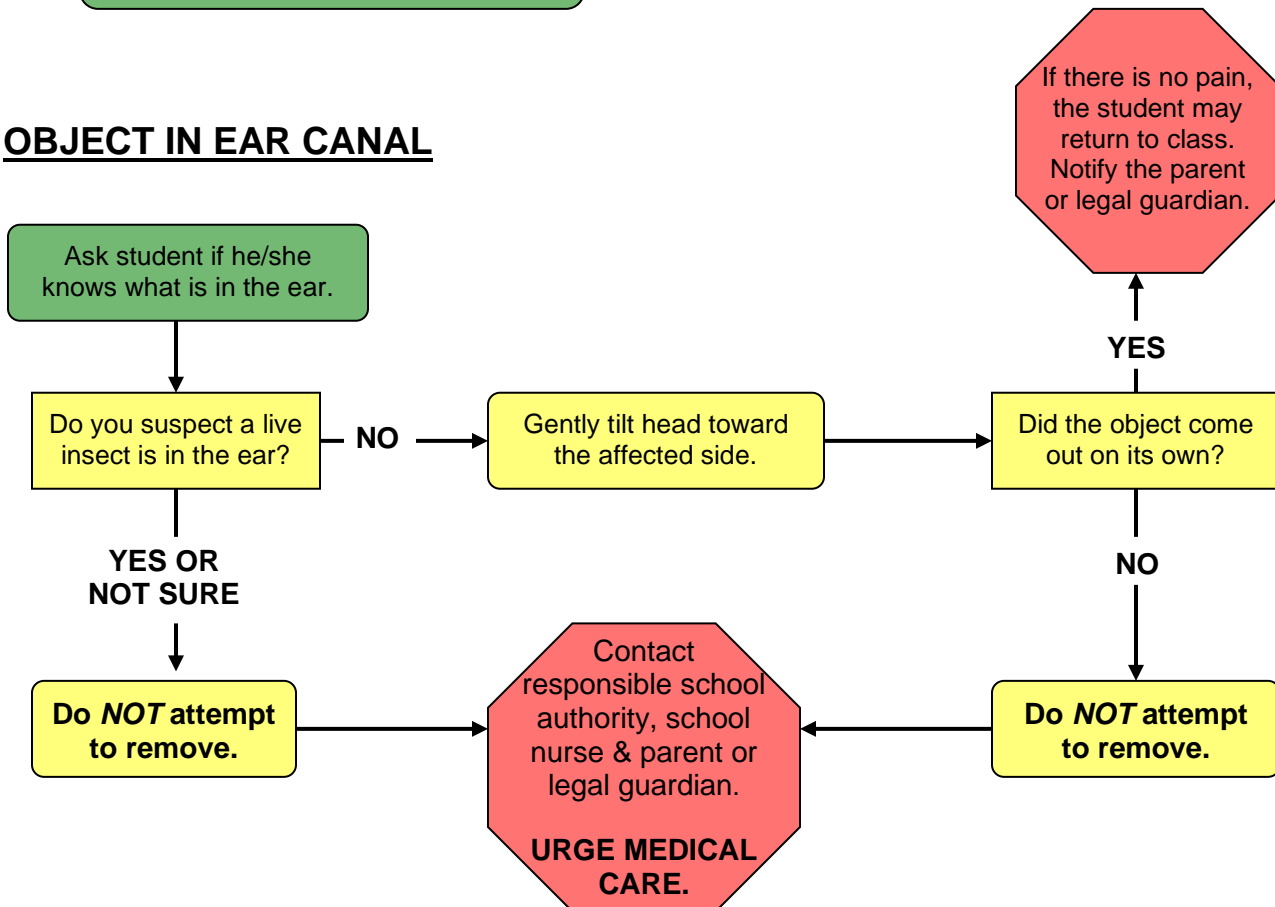 OBJECT IN EAR CANAL
Ask student if he/she
knows what is in the ear.
Do you suspect a live
insect is in the ear?
NO
Gently tilt head toward
the affected side.
Did the object come
out on its own?
YES
If there is no pain,
the student may
return to class.
Notify the parent
or legal guardian.
YES OR
NOT SURE
NO
Do NOT attempt
to remove.
Contact
responsible school
authority, school
nurse & parent or
legal guardian.
URGE MEDICAL
CARE.
Do NOT attempt
to remove.